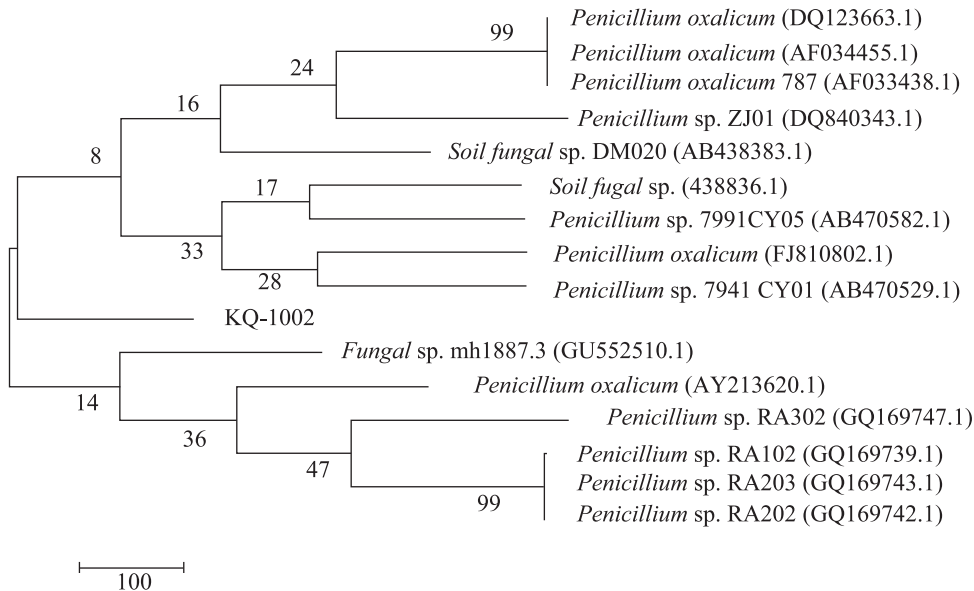 Penicillium oxalicum (DQ123663.1)
99
Penicillium oxalicum (AF034455.1)
24
Penicillium oxalicum 787 (AF033438.1)
16
Penicillium sp. ZJ01 (DQ840343.1)
8
Soil fungal sp. DM020 (AB438383.1)
17
Soil fugal sp. (438836.1)
Penicillium sp. 7991CY05 (AB470582.1)
33
Penicillium oxalicum (FJ810802.1)
28
Penicillium sp. 7941 CY01 (AB470529.1)
KQ-1002
Fungal sp. mh1887.3 (GU552510.1)
14
Penicillium oxalicum (AY213620.1)
36
Penicillium sp. RA302 (GQ169747.1)
47
Penicillium sp. RA102 (GQ169739.1)
Penicillium sp. RA203 (GQ169743.1)
99
Penicillium sp. RA202 (GQ169742.1)
100